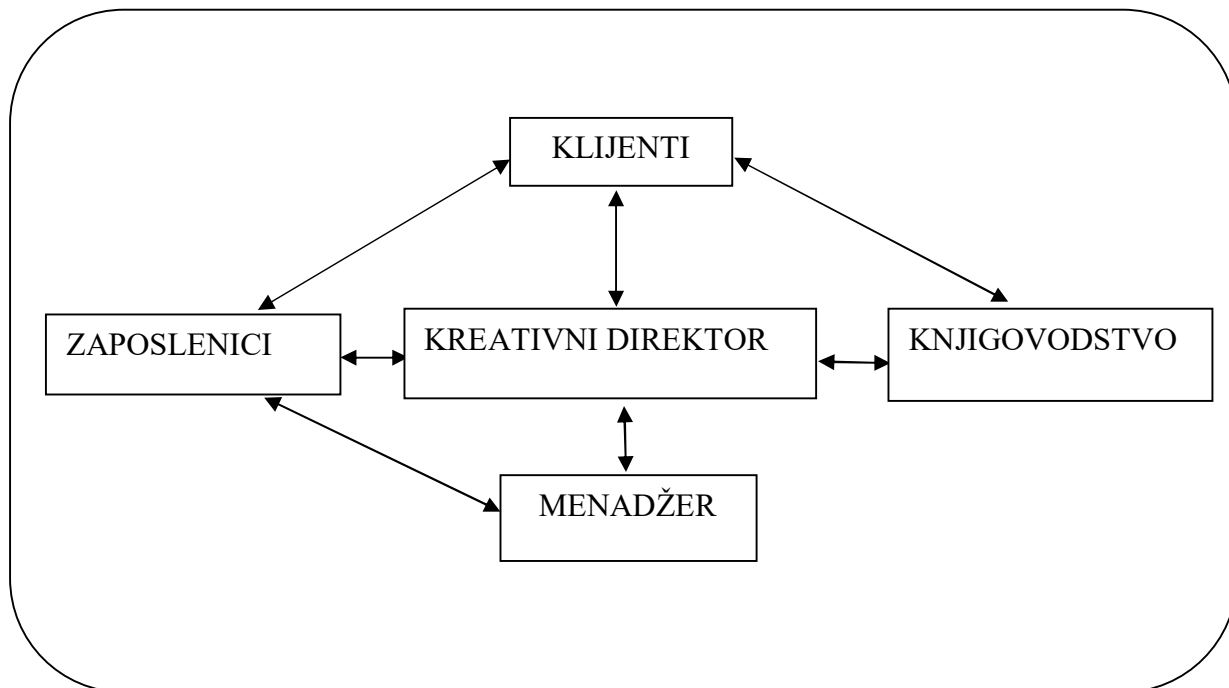 KLIJENTI
ZAPOSLENICI
KREATIVNI DIREKTOR
KNJIGOVODSTVO
MENADŽER